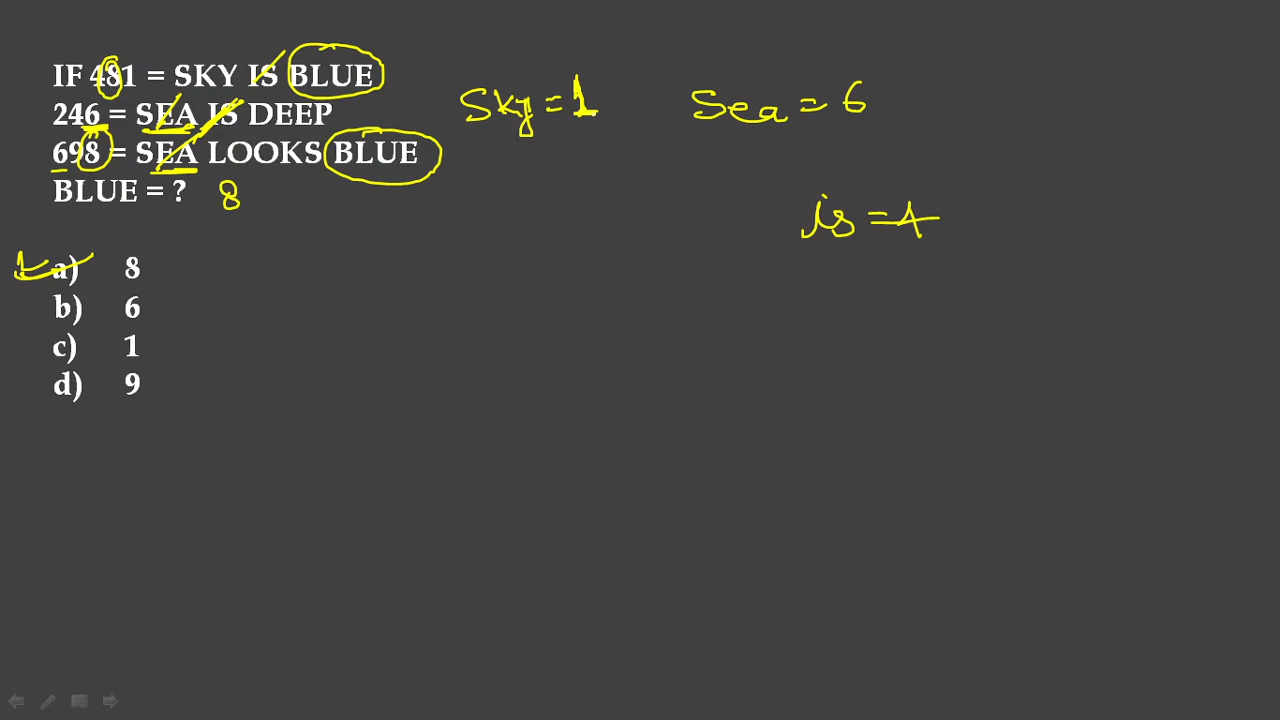 IF 481 = SKY IS BLUE
246 = SEA IS DEEP
698 = SEA LOOKS BLUE
BLUE = ? 8
Sky = 1
Sea = 6
is = 4
a) 8
b) 6
c) 1
d) 9